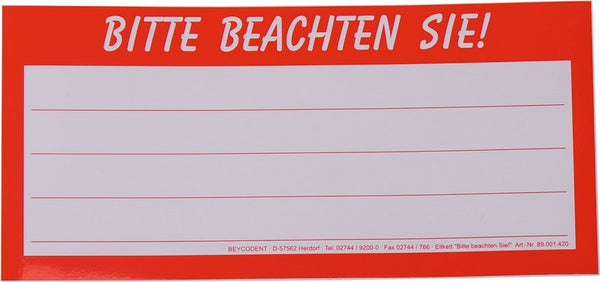 BITTE BEACHTEN SIE!
BEYCODENT · D-57562 Herdorf · Tel. 02744 / 9200-0 · Fax 02744 / 766 · Eitkett "Bitte beachten Sie!" Art.-Nr. 89.001.420